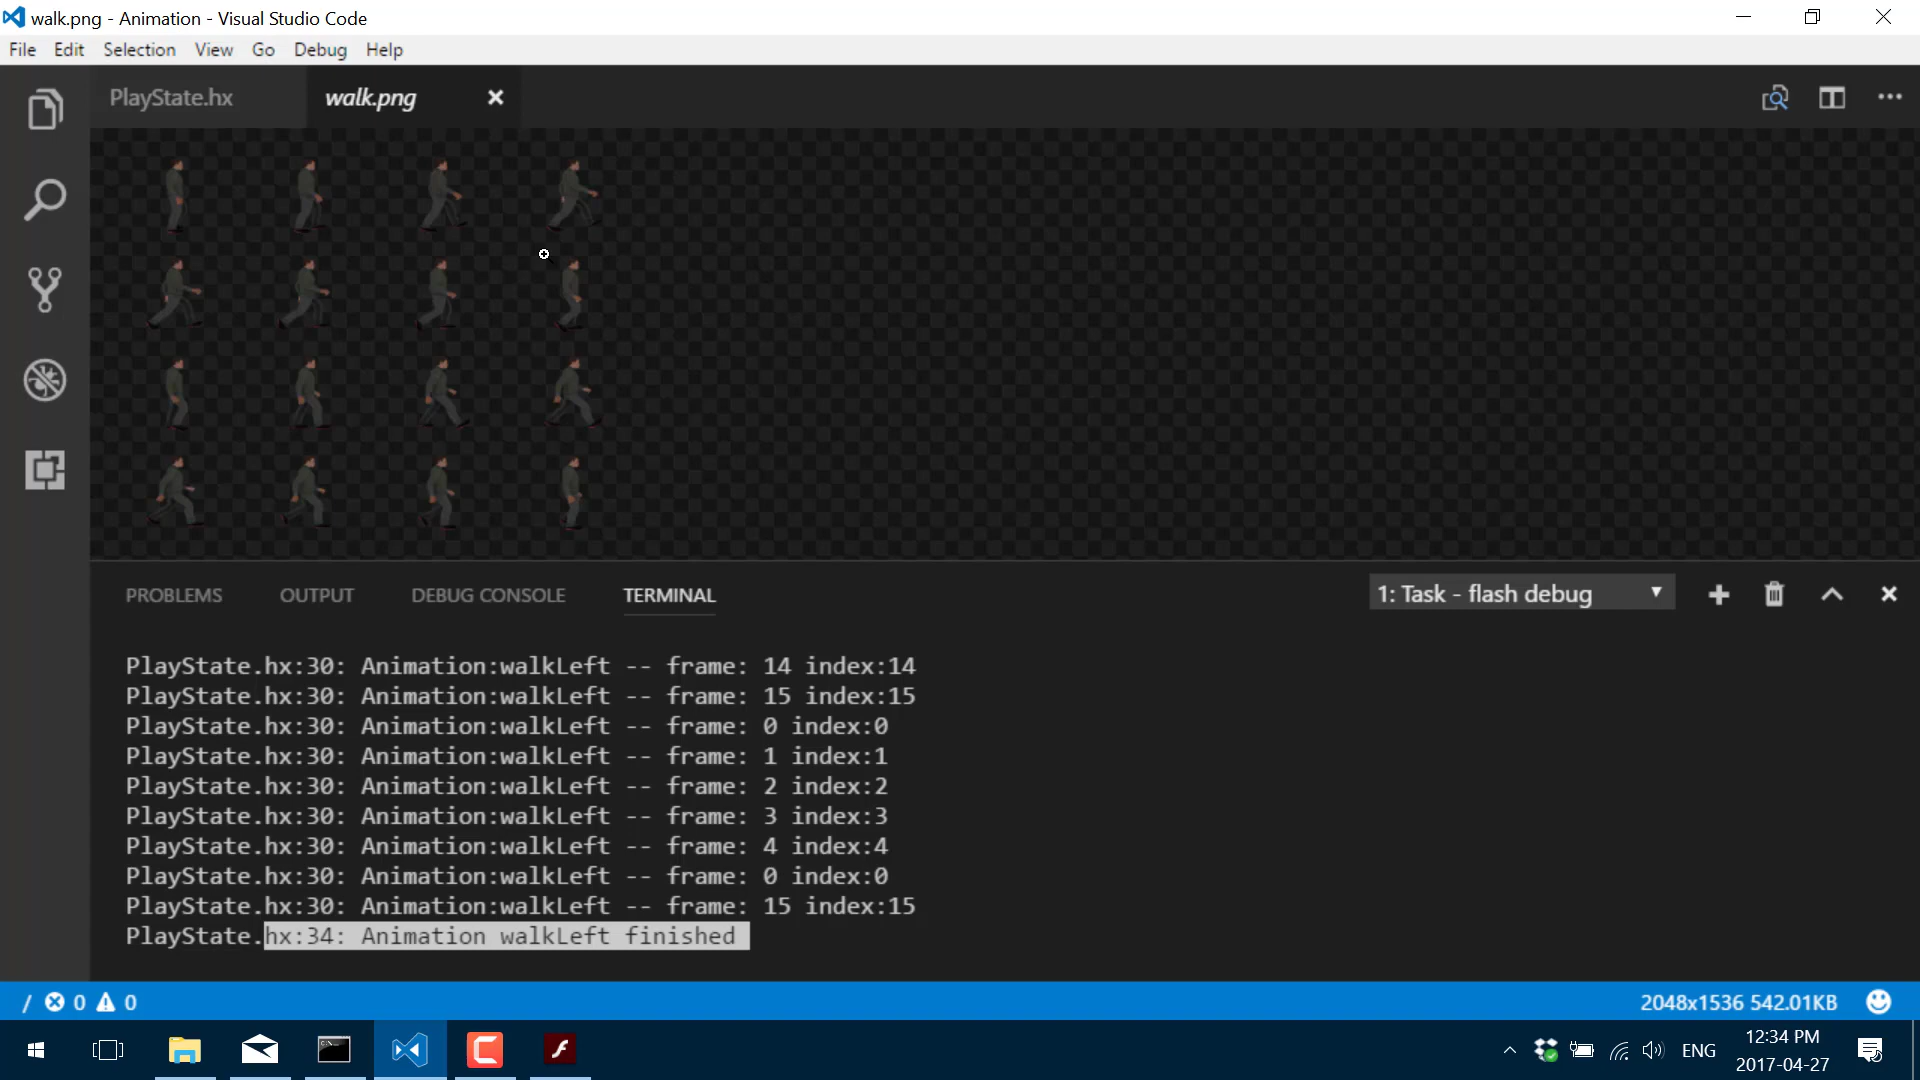 walk.png - Animation - Visual Studio Code
File Edit Selection View Go Debug Help
PlayState.hx walk.png
PROBLEMS OUTPUT DEBUG CONSOLE TERMINAL 1: Task - flash debug
PlayState.hx:30: Animation:walkLeft -- frame: 14 index:14
PlayState.hx:30: Animation:walkLeft -- frame: 15 index:15
PlayState.hx:30: Animation:walkLeft -- frame: 0 index:0
PlayState.hx:30: Animation:walkLeft -- frame: 1 index:1
PlayState.hx:30: Animation:walkLeft -- frame: 2 index:2
PlayState.hx:30: Animation:walkLeft -- frame: 3 index:3
PlayState.hx:30: Animation:walkLeft -- frame: 4 index:4
PlayState.hx:30: Animation:walkLeft -- frame: 0 index:0
PlayState.hx:30: Animation:walkLeft -- frame: 15 index:15
PlayState.hx:34: Animation walkLeft finished
/ 0 0 2048x1536 542.01KB
ENG 12:34 PM
2017-04-27